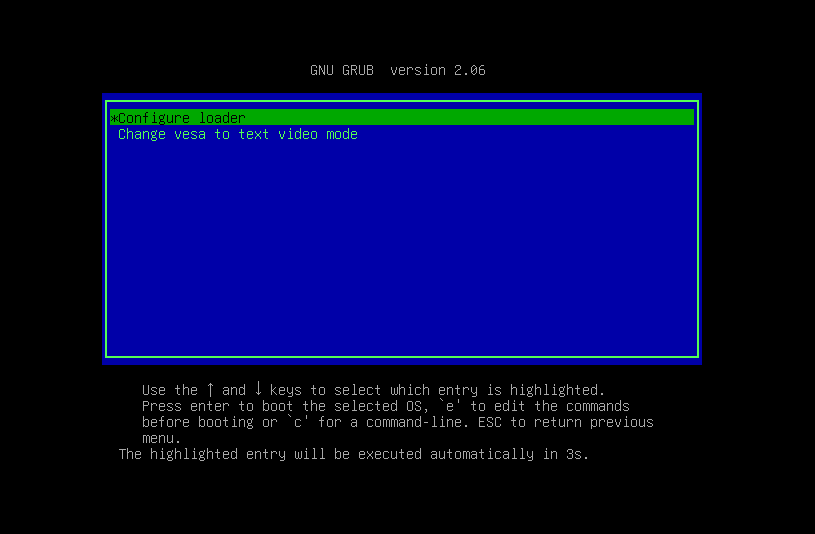 GNU GRUB  version 2.06
*Configure loader
Change vesa to text video mode
Use the ↑ and ↓ keys to select which entry is highlighted.
Press enter to boot the selected OS, `e' to edit the commands
before booting or `c' for a command-line. ESC to return previous
menu.
The highlighted entry will be executed automatically in 3s.